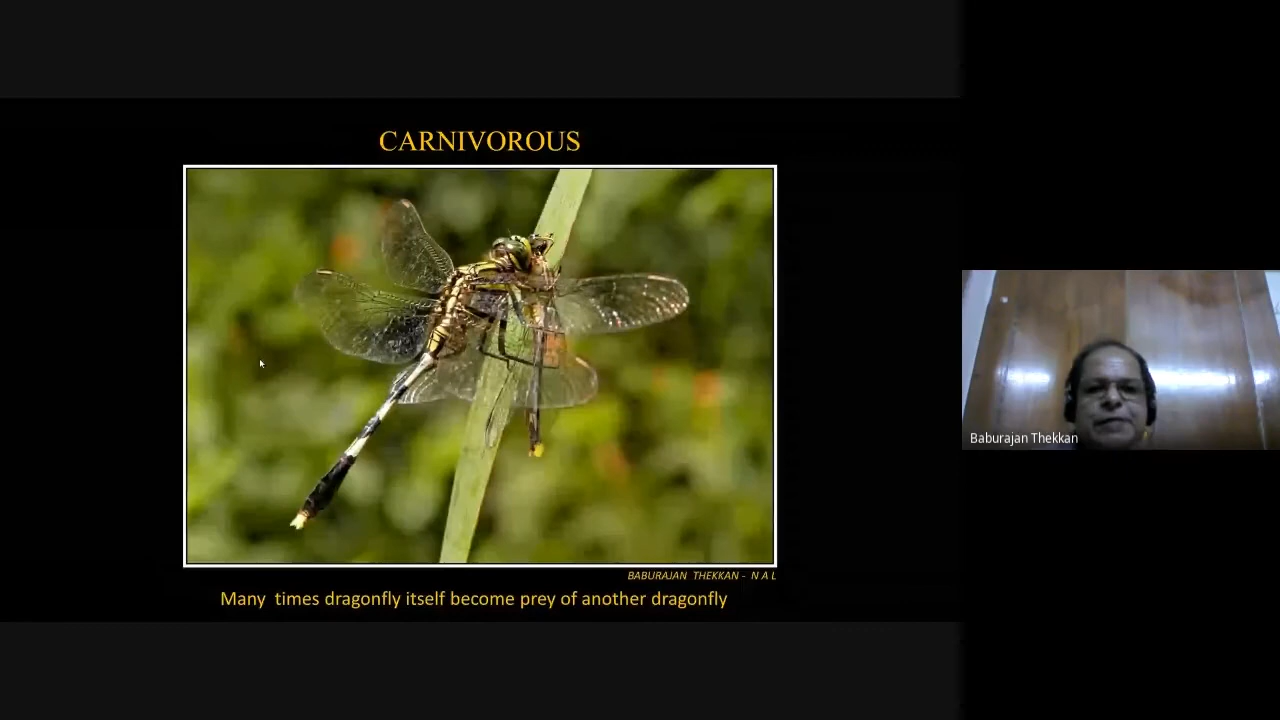 CARNIVOROUS
BABURAJAN THEKKAN - N A L
Many times dragonfly itself become prey of another dragonfly
Baburajan Thekkan